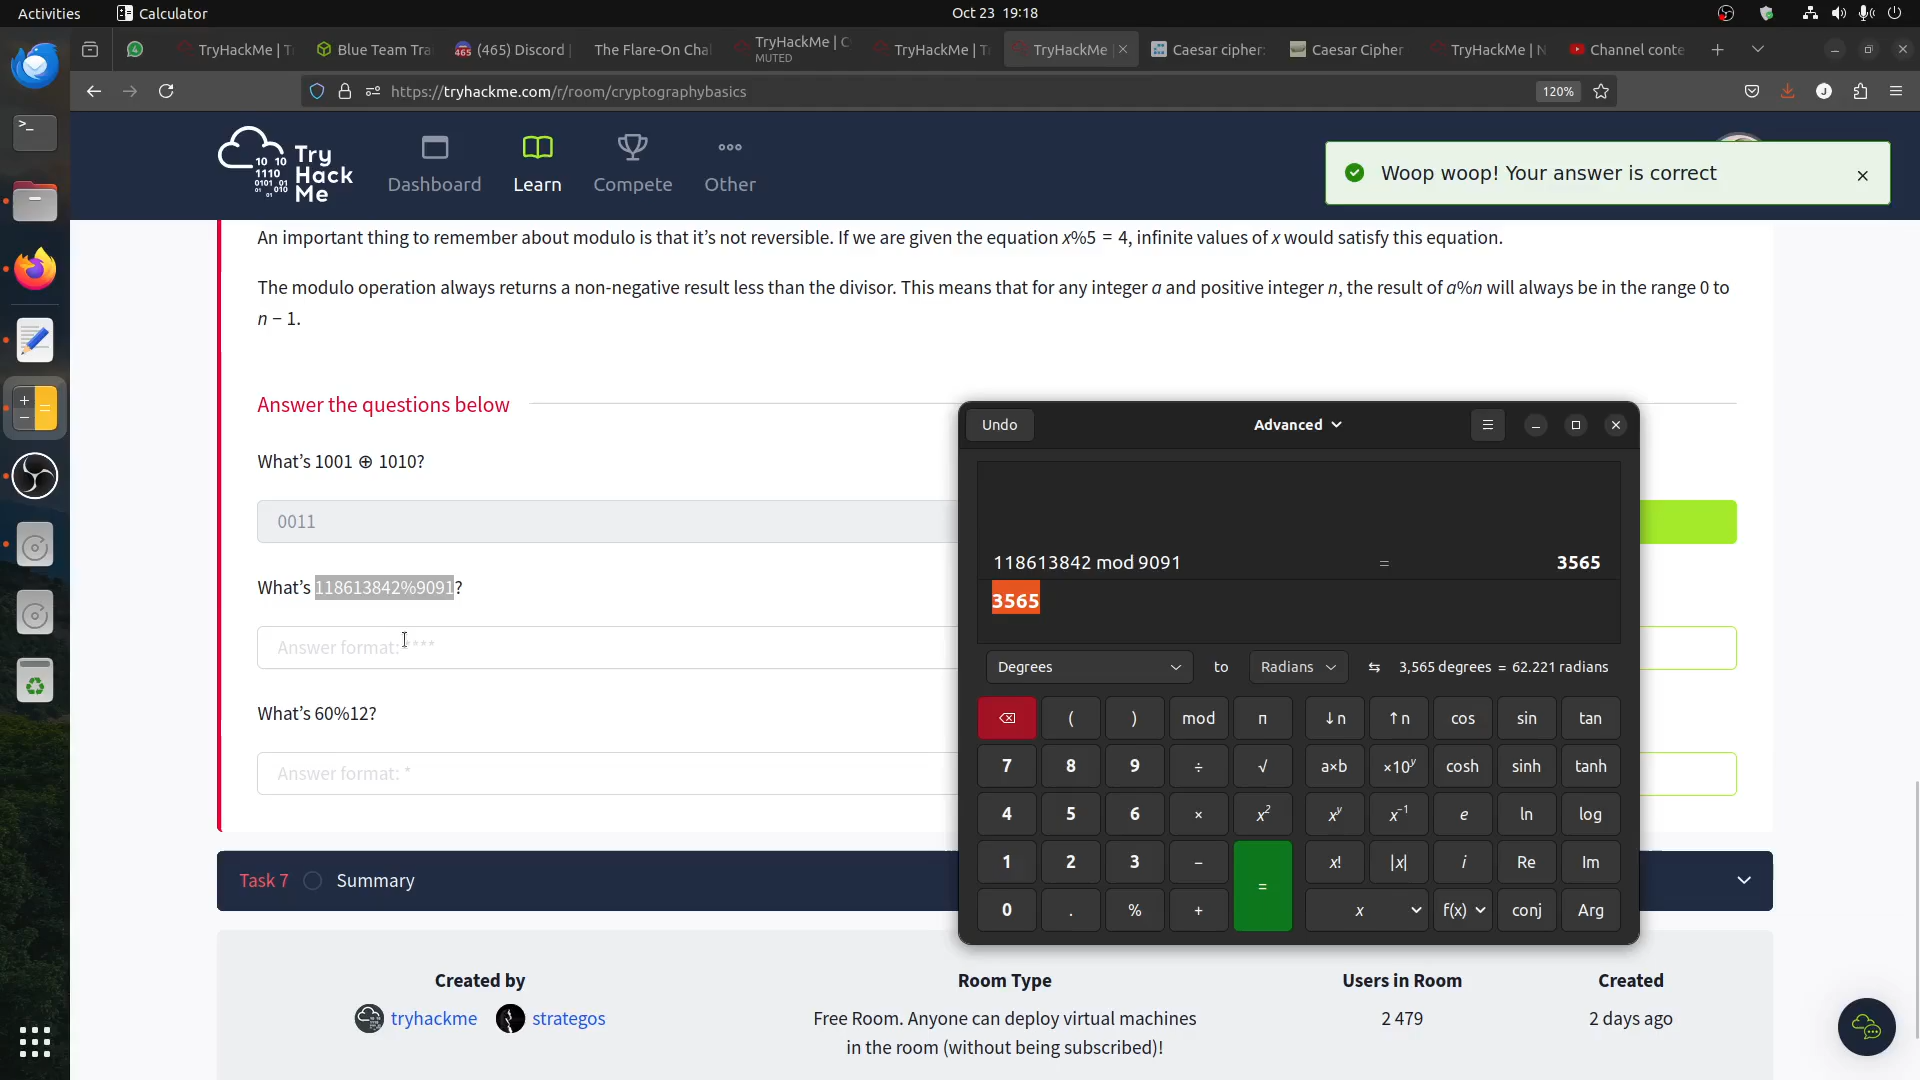 Activities
Calculator
Oct 23 19:18
TryHackMe | T
Blue Team Tra
(465) Discord |
The Flare-On Chal
TryHackMe | C
MUTED
TryHackMe | T
TryHackMe |
Caesar cipher:
Caesar Cipher
TryHackMe | N
Channel conte
https://tryhackme.com/r/room/cryptographybasics
120%
Try
Hack
Me
Dashboard
Learn
Compete
Other
Woop woop! Your answer is correct
An important thing to remember about modulo is that it's not reversible. If we are given the equation x%5 = 4, infinite values of x would satisfy this equation.
The modulo operation always returns a non-negative result less than the divisor. This means that for any integer a and positive integer n, the result of a%n will always be in the range 0 to
n − 1.
Answer the questions below
What's 1001 ⊕ 1010?
0011
What's 118613842%9091?
Answer format: ****
What's 60%12?
Answer format: *
Undo
Advanced
118613842 mod 9091 = 3565
3565
Degrees to Radians ⇆ 3,565 degrees = 62.221 radians
( ) mod π ↓n ↑n cos sin tan
7 8 9 ÷ √ a×b ×10^y cosh sinh tanh
4 5 6 × x² x^y x⁻¹ e ln log
1 2 3 − = x! |x| i Re Im
0 . % + x f(x) conj Arg
Task 7 Summary
Created by
tryhackme strategos
Room Type
Free Room. Anyone can deploy virtual machines
in the room (without being subscribed)!
Users in Room
2 479
Created
2 days ago